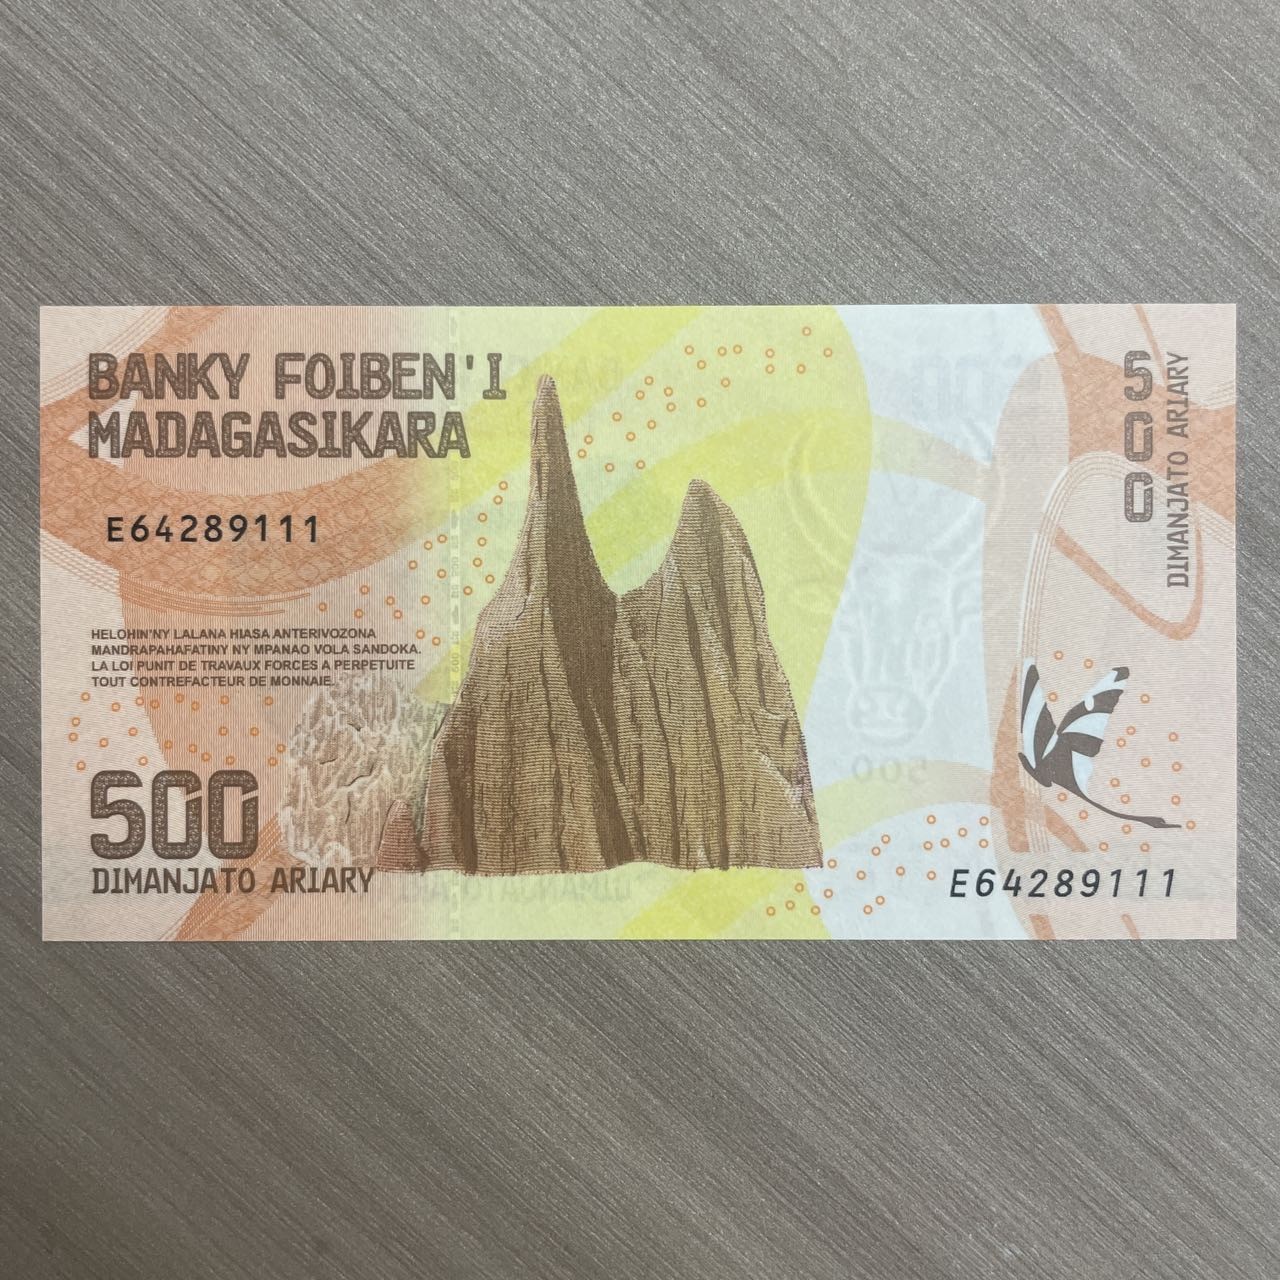 BANKY FOIBEN'I
MADAGASIKARA
E64289111
HELOHIN'NY LALANA HIASA ANTERIVOZONA
MANDRAPAHAFATINY NY MPANAO VOLA SANDOKA.
LA LOI PUNIT DE TRAVAUX FORCES A PERPETUITE
TOUT CONTREFACTEUR DE MONNAIE.
500
DIMANJATO ARIARY
500
DIMANJATO ARIARY
500
E64289111